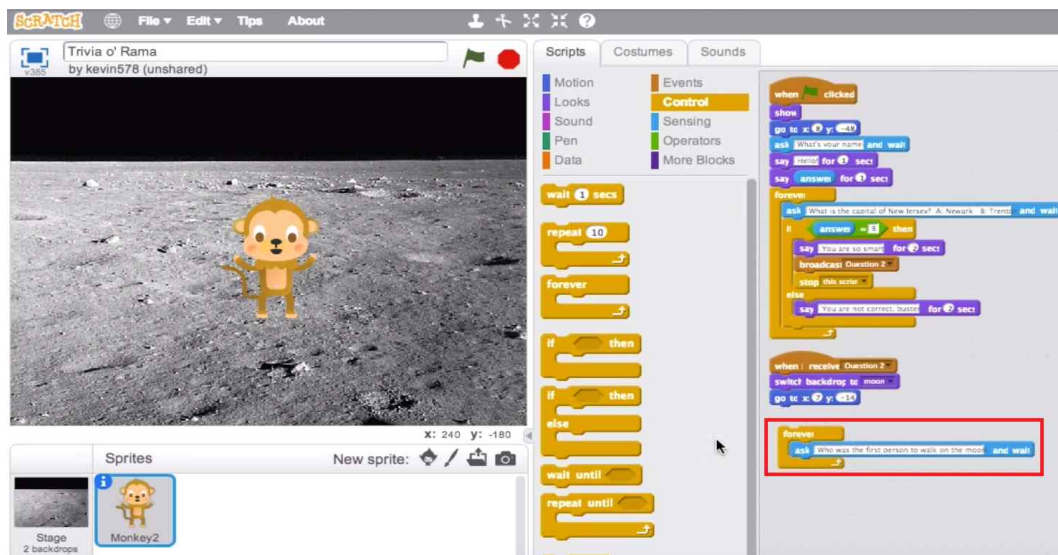 SCRATCH File ▾ Edit ▾ Tips About
Trivia o' Rama
v385
by kevin578 (unshared)
Scripts Costumes Sounds
Motion Events
Looks Control
Sound Sensing
Pen Operators
Data More Blocks
wait 1 secs
repeat 10
forever
if then
if then
else
wait until
repeat until
when clicked
show
go to x: 0 y: -48
ask What's your name and wait
say Hello! for 1 secs
say answer for 1 secs
forever
ask What is the capital of New Jersey? A: Newark B: Trento and wait
if answer = then
say You are so smart for 2 secs
broadcast Question 2
stop this script
else
say You are not correct, buster for 2 secs
when I receive Question 2
switch backdrop to moon
go to x: y: -14
forever
ask Who was the first person to walk on the moon and wait
x: 240 y: -180
Sprites New sprite:
Stage
2 backdrops
Monkey2